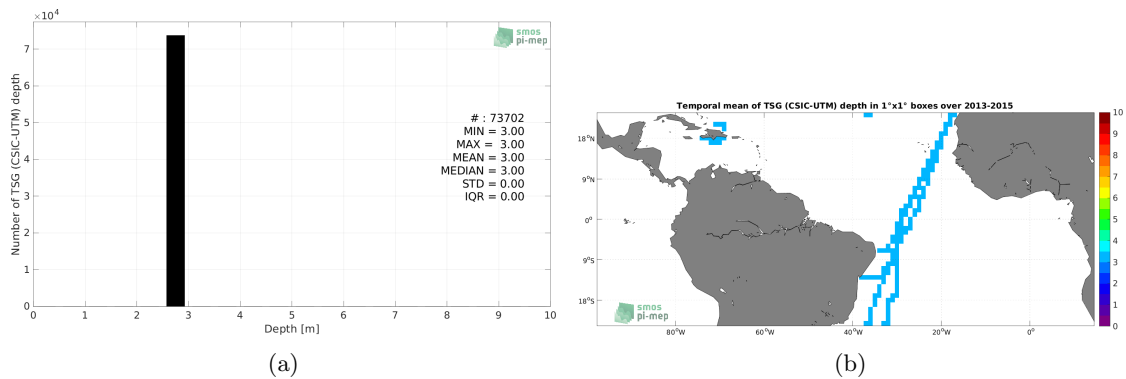 ×10⁴
7
6
5
4
3
2
1
0
Number of TSG (CSIC-UTM) depth
0 1 2 3 4 5 6 7 8 9 10
Depth [m]
smos
pi-mep
# : 73702
MIN = 3.00
MAX = 3.00
MEAN = 3.00
MEDIAN = 3.00
STD = 0.00
IQR = 0.00
(a)
Temporal mean of TSG (CSIC-UTM) depth in 1°x1° boxes over 2013-2015
18°N
9°N
0°
9°S
18°S
80°W 60°W 40°W 20°W 0°
smos
pi-mep
10
9
8
7
6
5
4
3
2
1
0
(b)